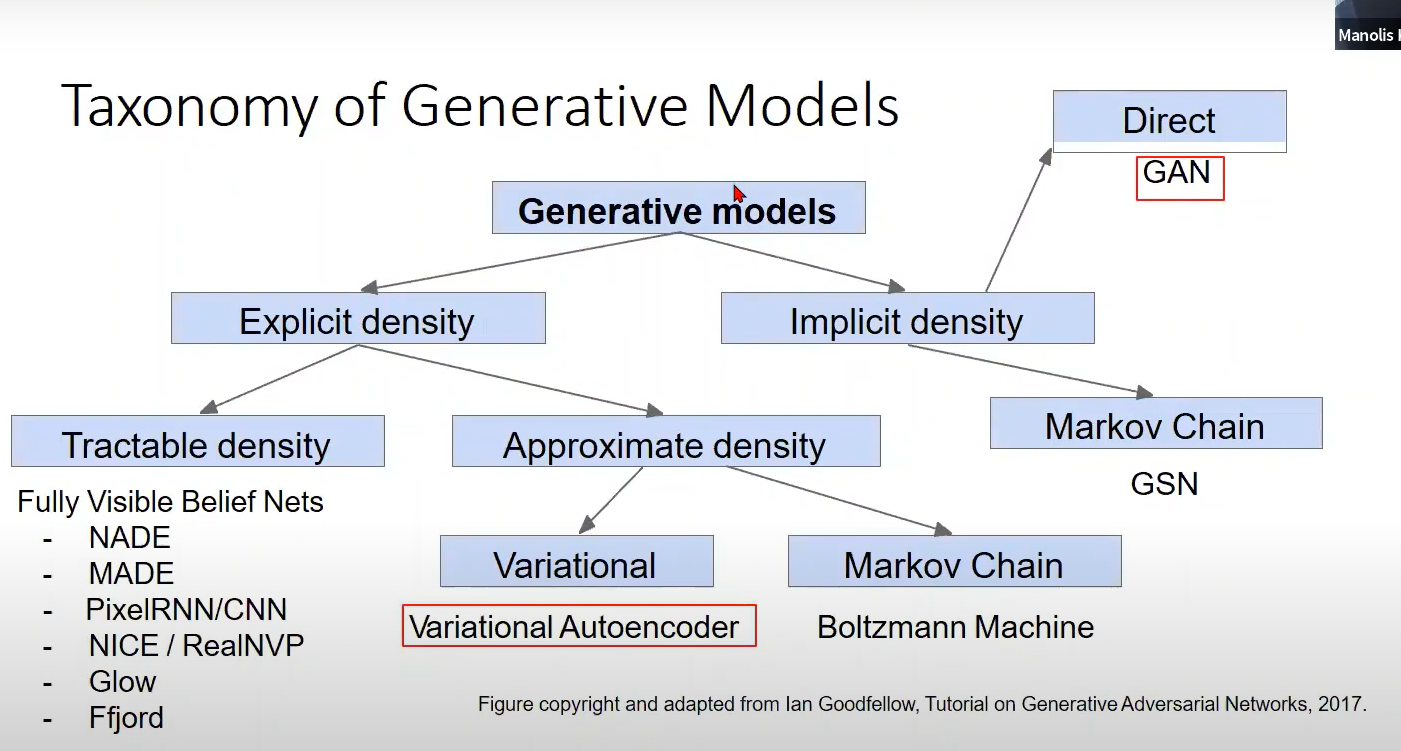 Manolis
Taxonomy of Generative Models
Direct
GAN
Generative models
Explicit density
Implicit density
Tractable density
Approximate density
Markov Chain
GSN
Fully Visible Belief Nets
- NADE
- MADE
- PixelRNN/CNN
- NICE / RealNVP
- Glow
- Ffjord
Variational
Markov Chain
Variational Autoencoder
Boltzmann Machine
Figure copyright and adapted from Ian Goodfellow, Tutorial on Generative Adversarial Networks, 2017.